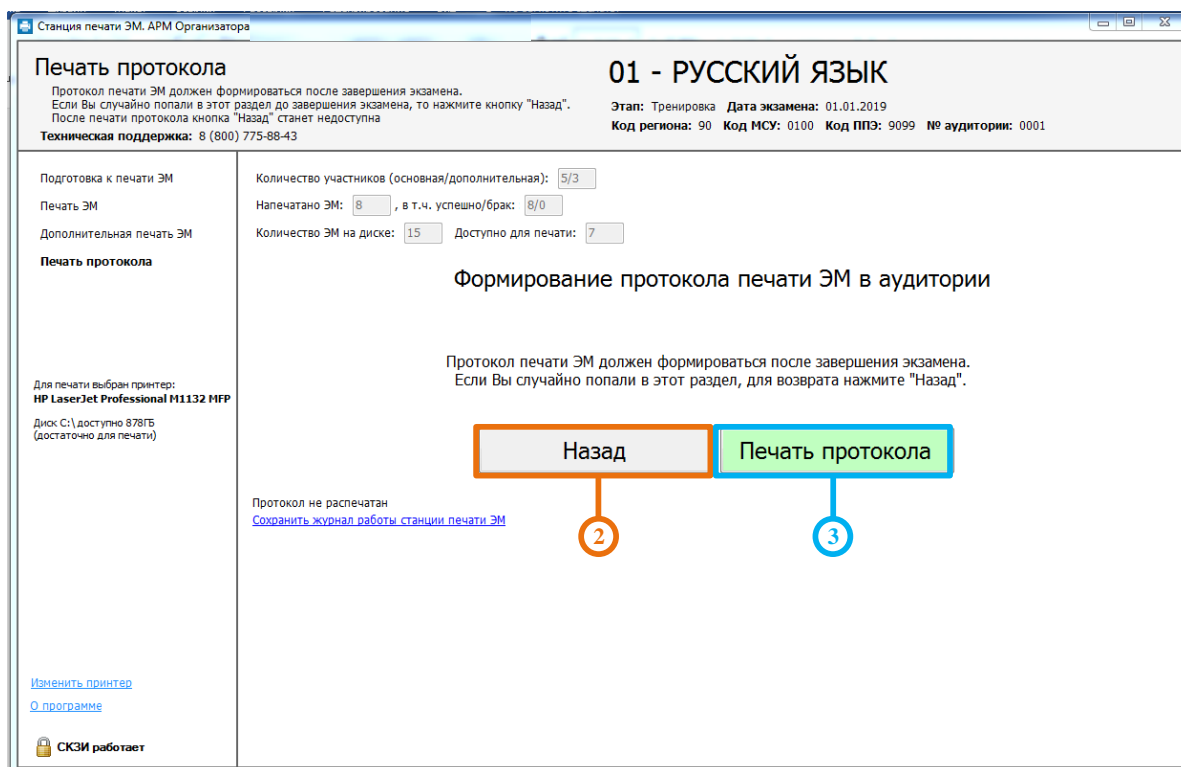 Станция печати ЭМ. АРМ Организатора
Печать протокола
Протокол печати ЭМ должен формироваться после завершения экзамена.
Если Вы случайно попали в этот раздел до завершения экзамена, то нажмите кнопку "Назад".
После печати протокола кнопка "Назад" станет недоступна
Техническая поддержка: 8 (800) 775-88-43
01 - РУССКИЙ ЯЗЫК
Этап: Тренировка Дата экзамена: 01.01.2019
Код региона: 90 Код МСУ: 0100 Код ППЭ: 9099 № аудитории: 0001
Подготовка к печати ЭМ
Печать ЭМ
Дополнительная печать ЭМ
Печать протокола
Для печати выбран принтер:
HP LaserJet Professional M1132 MFP
Диск C:\ доступно 878ГБ
(достаточно для печати)
Изменить принтер
О программе
СКЗИ работает
Количество участников (основная/дополнительная): 5/3
Напечатано ЭМ: 8 , в т.ч. успешно/брак: 8/0
Количество ЭМ на диске: 15 Доступно для печати: 7
Формирование протокола печати ЭМ в аудитории
Протокол печати ЭМ должен формироваться после завершения экзамена.
Если Вы случайно попали в этот раздел, для возврата нажмите "Назад".
Назад Печать протокола
Протокол не распечатан
Сохранить журнал работы станции печати ЭМ
2 3